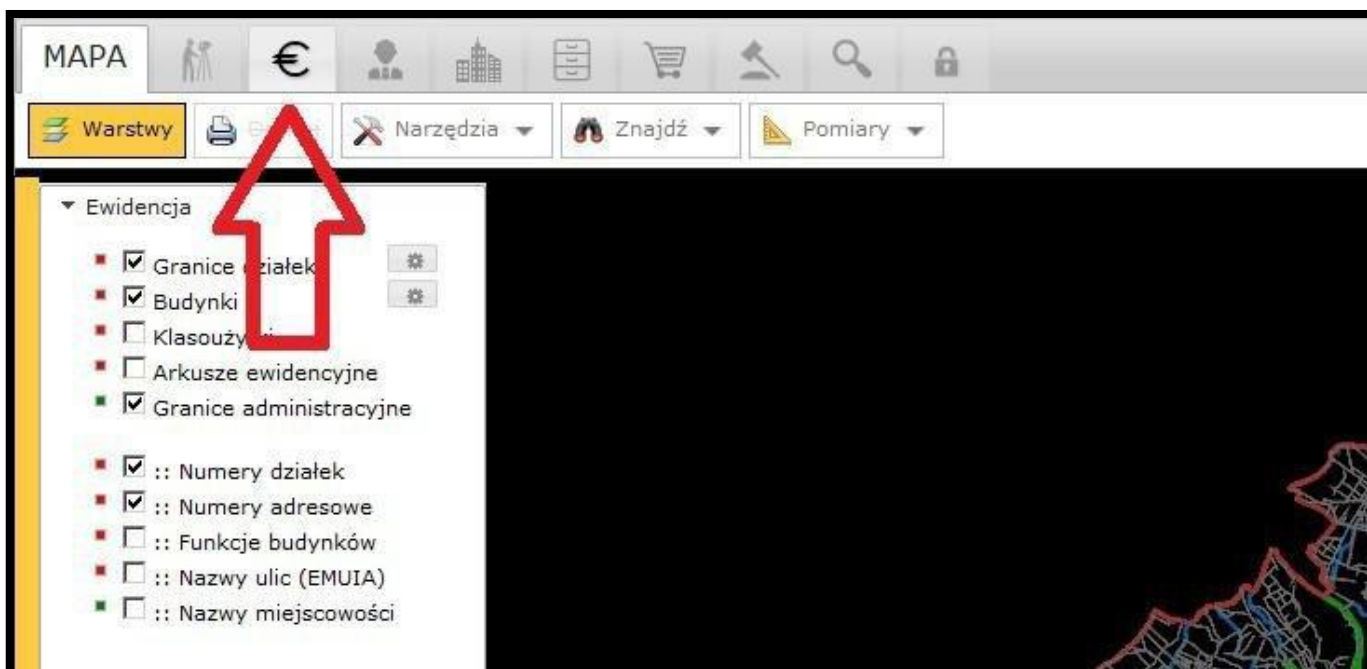 MAPA €
Warstwy Narzędzia Znajdź Pomiary
Ewidencja
Granice działek
Budynki
Arkusze ewidencyjne
Granice administracyjne
:: Numery działek
:: Numery adresowe
:: Funkcje budynków
:: Nazwy ulic (EMUIA)
:: Nazwy miejscowości